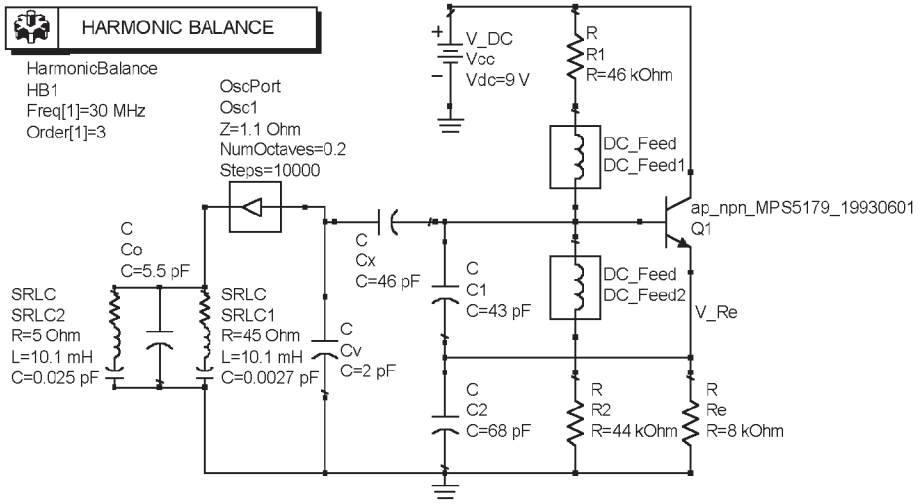 HARMONIC BALANCE
HarmonicBalance
HB1
Freq[1]=30 MHz
Order[1]=3
OscPort
Osc1
Z=1.1 Ohm
NumOctaves=0.2
Steps=10000
+
V_DC
Vcc
Vdc=9 V
−
R
R1
R=46 kOhm
DC_Feed
DC_Feed1
ap_npn_MPS5179_19930601
Q1
C
Co
C=5.5 pF
C
Cx
C=46 pF
C
C1
C=43 pF
DC_Feed
DC_Feed2
V_Re
SRLC
SRLC2
R=5 Ohm
L=10.1 mH
C=0.025 pF
SRLC
SRLC1
R=45 Ohm
L=10.1 mH
C=0.0027 pF
C
Cv
C=2 pF
C
C2
C=68 pF
R
R2
R=44 kOhm
R
Re
R=8 kOhm